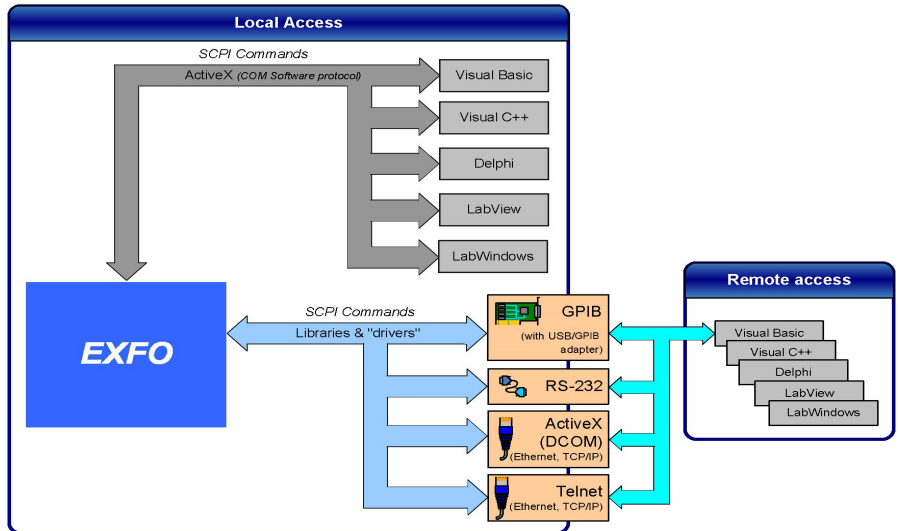 Local Access
SCPI Commands
ActiveX (COM Software protocol)
Visual Basic
Visual C++
Delphi
LabView
LabWindows
EXFO
SCPI Commands
Libraries & "drivers"
GPIB
(with USB/GPIB
adapter)
RS-232
ActiveX
(DCOM)
(Ethernet, TCP/IP)
Telnet
(Ethernet, TCP/IP)
Remote access
Visual Basic
Visual C++
Delphi
LabView
LabWindows